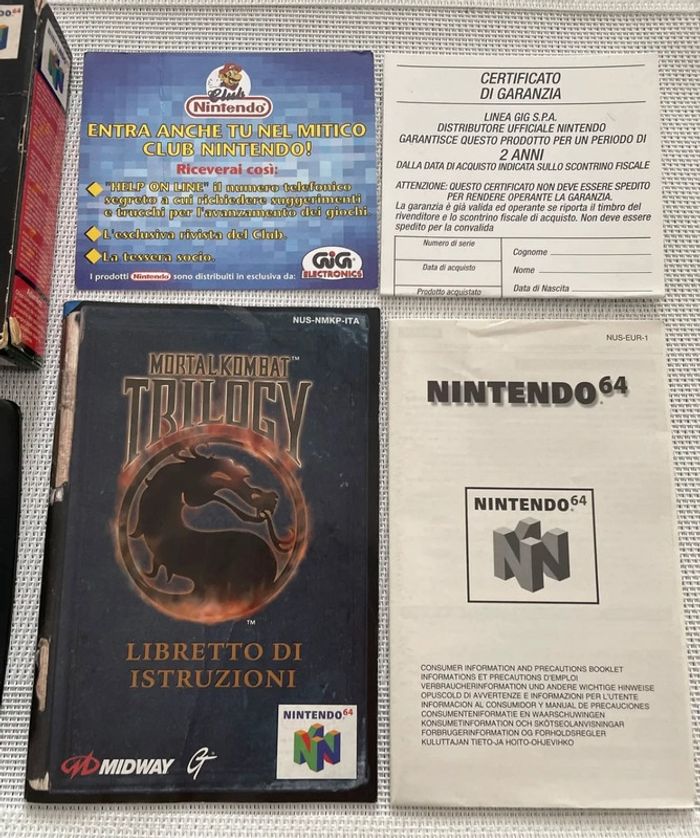 64
Club
Nintendo
ENTRA ANCHE TU NEL MITICO
CLUB NINTENDO!
Riceverai così:
"HELP ON LINE" il numero telefonico
segreto a cui richiedere suggerimenti
e trucchi per l'avanzamento dei giochi.
L'esclusiva rivista del Club.
La tessera socio.
I prodotti Nintendo sono distribuiti in esclusiva da:
GIG
ELECTRONICS
CERTIFICATO
DI GARANZIA
LINEA GIG S.P.A.
DISTRIBUTORE UFFICIALE NINTENDO
GARANTISCE QUESTO PRODOTTO PER UN PERIODO DI
2 ANNI
DALLA DATA DI ACQUISTO INDICATA SULLO SCONTRINO FISCALE
ATTENZIONE: QUESTO CERTIFICATO NON DEVE ESSERE SPEDITO
PER RENDERE OPERANTE LA GARANZIA.
La garanzia è già valida ed operante se riporta il timbro del
rivenditore e lo scontrino fiscale di acquisto. Non deve essere
spedito per la convalida
Numero di serie
Data di acquisto
Prodotto acquistato
Cognome
Nome
Data di Nascita
NUS-NMKP-ITA
MORTAL KOMBAT™
TRILOGY
™
LIBRETTO DI
ISTRUZIONI
MIDWAY
GT
NINTENDO64
NUS-EUR-1
NINTENDO64
NINTENDO64
CONSUMER INFORMATION AND PRECAUTIONS BOOKLET
INFORMATIONS ET PRECAUTIONS D'EMPLOI
VERBRAUCHERINFORMATION UND ANDERE WICHTIGE HINWEISE
OPUSCOLO DI AVVERTENZE E INFORMAZIONI PER L'UTENTE
INFORMACION AL CONSUMIDOR Y MANUAL DE PRECAUCIONES
CONSUMENTENINFORMATIE EN WAARSCHUWINGEN
KONSUMETINFORMATION OCH SKÖTSELANVISNINGAR
FORBRUGERINFORMATION OG FORHOLDSREGLER
KULUTTAJAN TIETO-JA HOITO-OHJEVIHKO